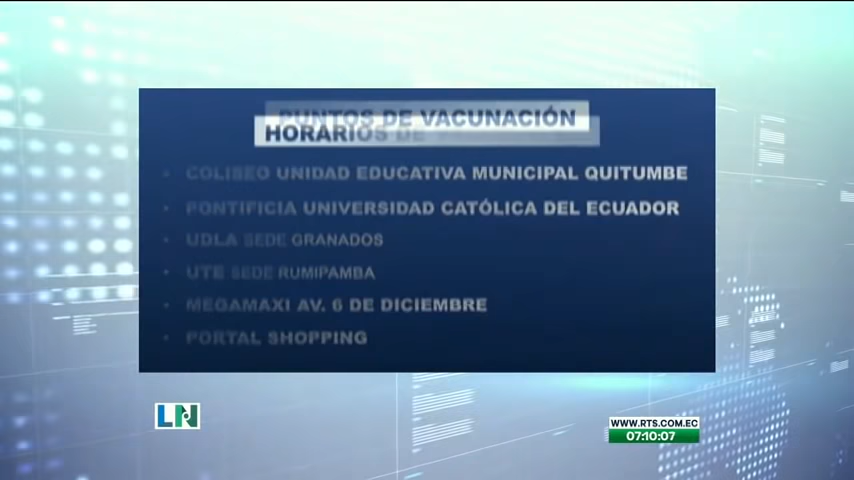 PUNTOS DE VACUNACIÓN
HORARIOS DE
COLISEO UNIDAD EDUCATIVA MUNICIPAL QUITUMBE
PONTIFICIA UNIVERSIDAD CATÓLICA DEL ECUADOR
UDLA SEDE GRANADOS
UTE SEDE RUMIPAMBA
MEGAMAXI AV. 6 DE DICIEMBRE
PORTAL SHOPPING
LN
WWW.RTS.COM.EC
07:10:07